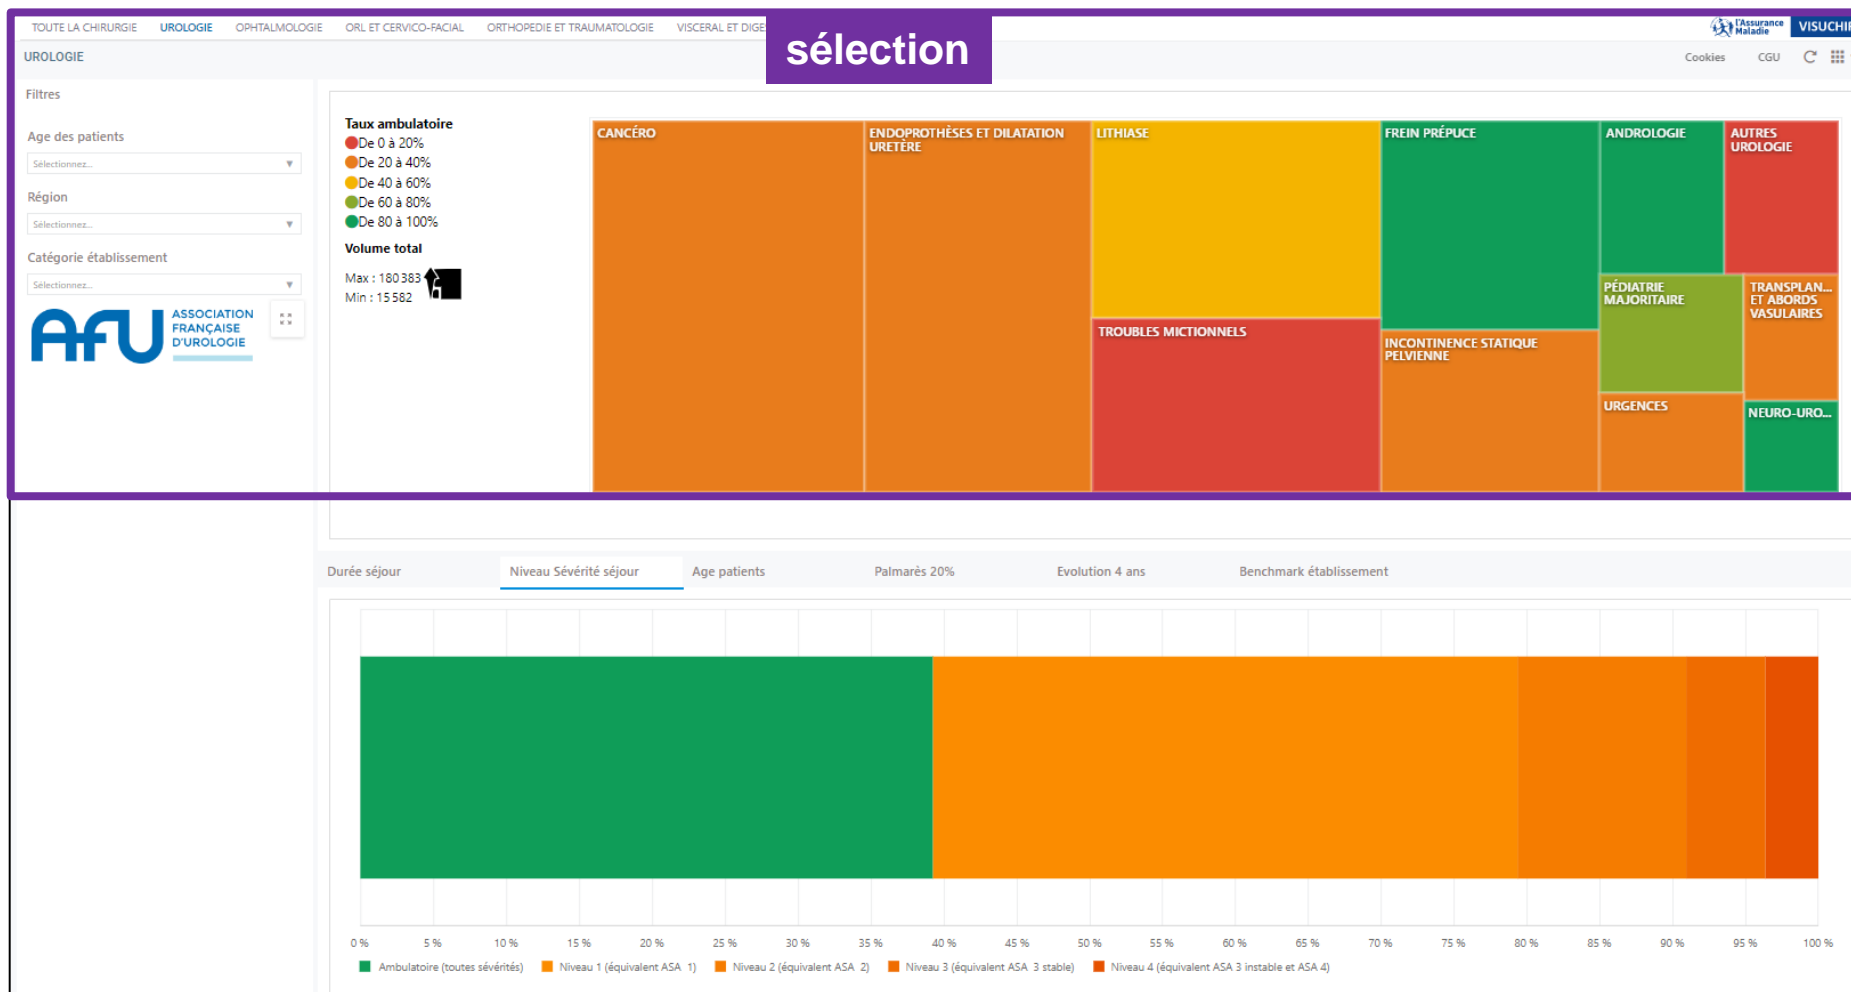 TOUTE LA CHIRURGIE UROLOGIE OPHTALMOLOGIE ORL ET CERVICO-FACIAL ORTHOPEDIE ET TRAUMATOLOGIE VISCERAL ET DIGE
sélection
l'Assurance
Maladie
VISUCHIR
UROLOGIE
Cookies CGU
Filtres
Age des patients
Sélectionnez...
Région
Sélectionnez...
Catégorie établissement
Sélectionnez...
AFU
ASSOCIATION
FRANÇAISE
D'UROLOGIE
Taux ambulatoire
De 0 à 20%
De 20 à 40%
De 40 à 60%
De 60 à 80%
De 80 à 100%
Volume total
Max : 180 383
Min : 15 582
CANCÉRO
ENDOPROTHÈSES ET DILATATION
URETÈRE
LITHIASE
TROUBLES MICTIONNELS
FREIN PRÉPUCE
INCONTINENCE STATIQUE
PELVIENNE
ANDROLOGIE
AUTRES
UROLOGIE
PÉDIATRIE
MAJORITAIRE
TRANSPLAN...
ET ABORDS
VASULAIRES
URGENCES
NEURO-URO...
Durée séjour Niveau Sévérité séjour Age patients Palmarès 20% Evolution 4 ans Benchmark établissement
0 % 5 % 10 % 15 % 20 % 25 % 30 % 35 % 40 % 45 % 50 % 55 % 60 % 65 % 70 % 75 % 80 % 85 % 90 % 95 % 100 %
Ambulatoire (toutes sévérités) Niveau 1 (équivalent ASA 1) Niveau 2 (équivalent ASA 2) Niveau 3 (équivalent ASA 3 stable) Niveau 4 (équivalent ASA 3 instable et ASA 4)